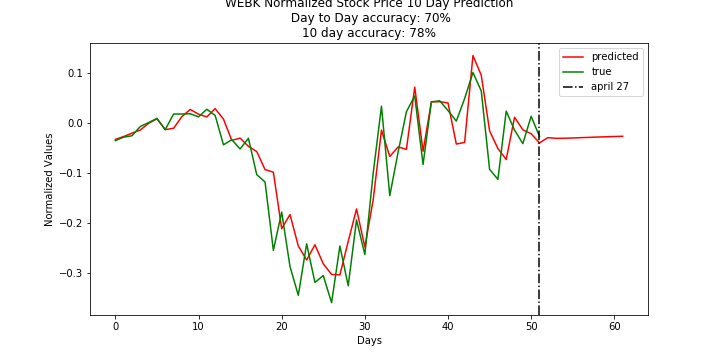 WEBK Normalized Stock Price 10 Day Prediction
Day to Day accuracy: 70%
10 day accuracy: 78%
predicted
true
april 27
0.1
0.0
−0.1
−0.2
−0.3
Normalized Values
0 10 20 30 40 50 60
Days